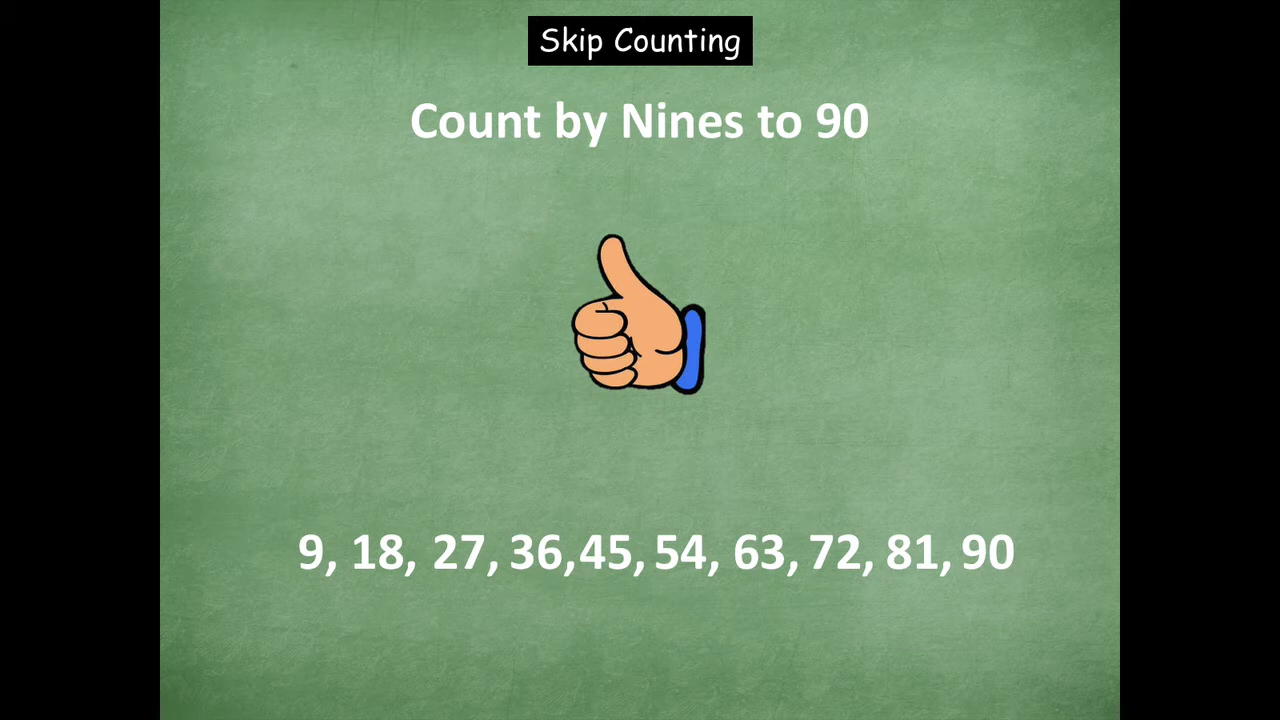 Skip Counting
Count by Nines to 90
9, 18, 27, 36,45, 54, 63, 72, 81, 90